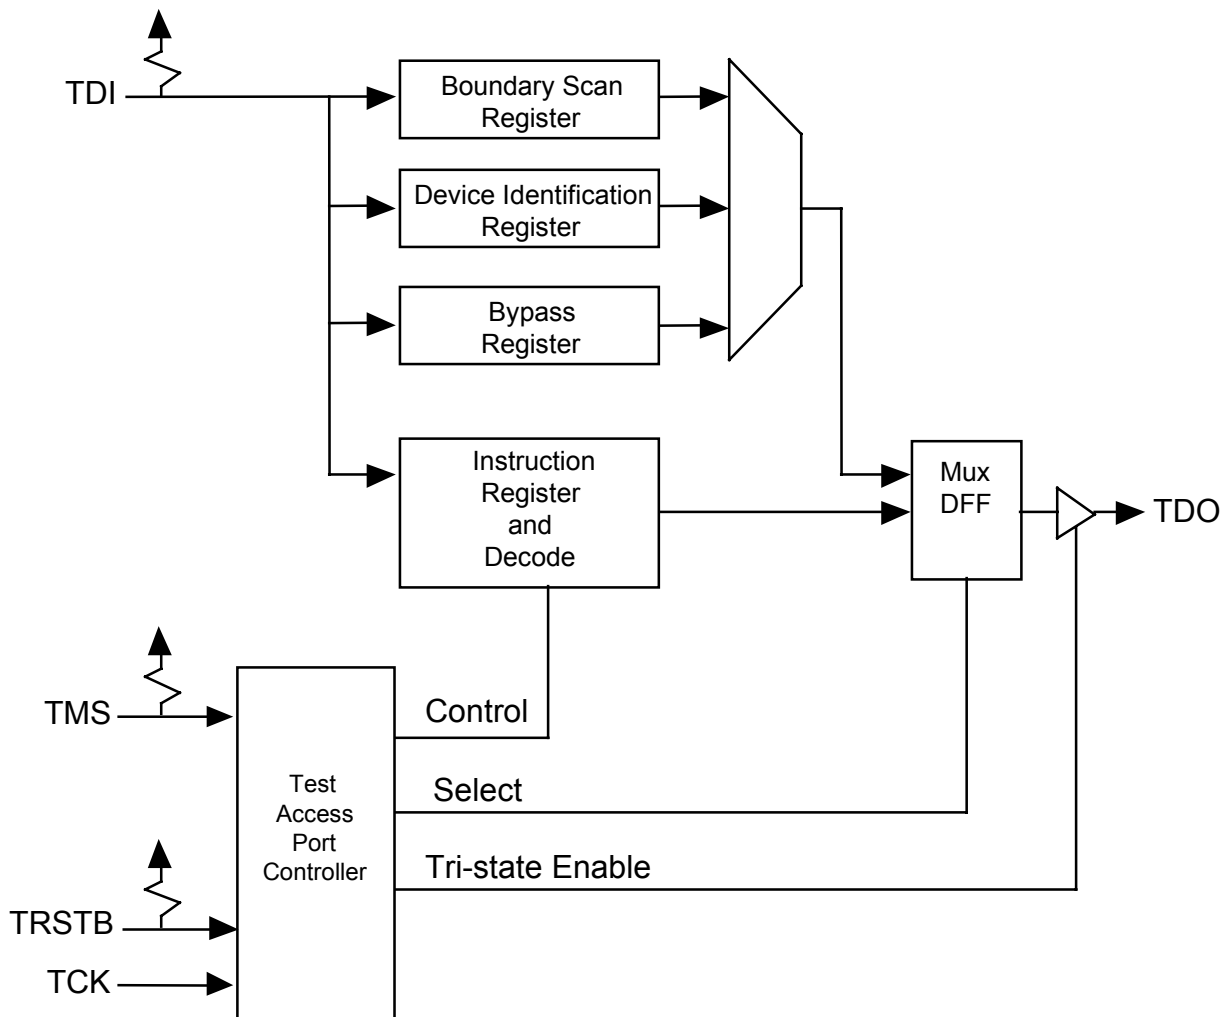 TDI
Boundary Scan
Register
Device Identification
Register
Bypass
Register
Instruction
Register
and
Decode
Mux
DFF
TDO
TMS
Control
Test
Access
Port
Controller
Select
Tri-state Enable
TRSTB
TCK